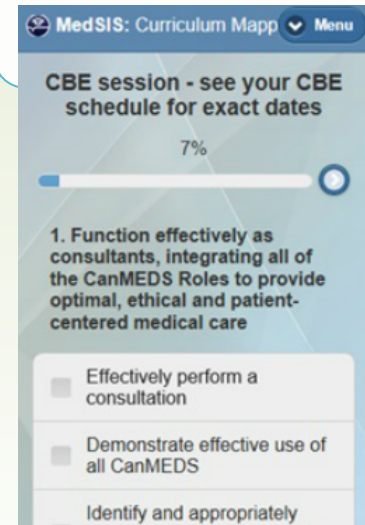 MedSIS: Curriculum Mapp
Menu
CBE session - see your CBE
schedule for exact dates
7%
1. Function effectively as
consultants, integrating all of
the CanMEDS Roles to provide
optimal, ethical and patient-
centered medical care
Effectively perform a
consultation
Demonstrate effective use of
all CanMEDS
Identify and appropriately